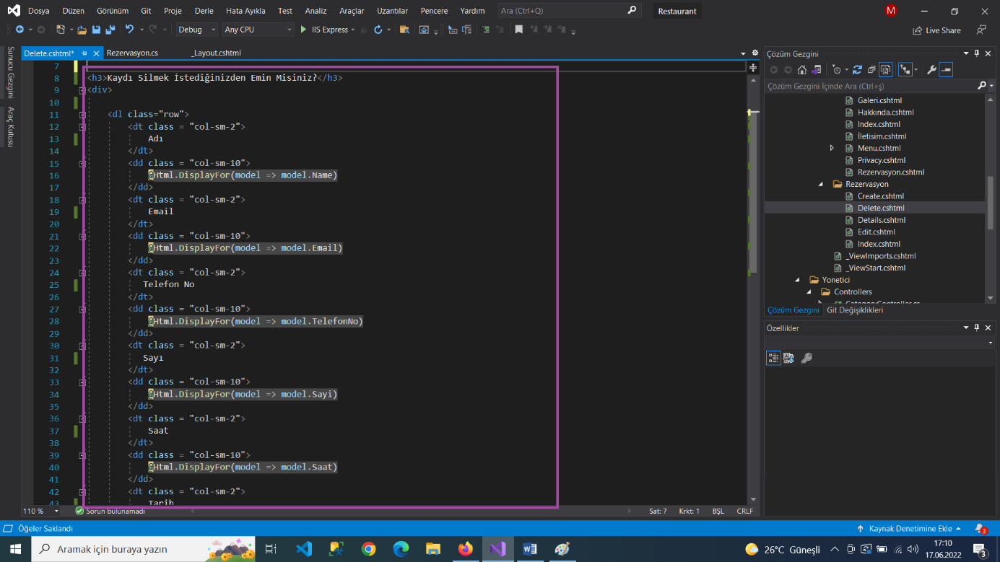 Dosya Düzen Görünüm Git Proje Derle Hata Ayıkla Test Analiz Araçlar Uzantılar Pencere Yardım Ara (Ctrl+Q) Restaurant M
Debug Any CPU IIS Express Live Share
Sunucu Gezgini
Araç Kutusu
Delete.cshtml* Rezervasyon.cs _Layout.cshtml
7
8 <h3>Kaydı Silmek İstediğinizden Emin Misiniz?</h3>
9 <div>
10
11 <dl class="row">
12 <dt class = "col-sm-2">
13 Adı
14 </dt>
15 <dd class = "col-sm-10">
16 @Html.DisplayFor(model => model.Name)
17 </dd>
18 <dt class = "col-sm-2">
19 Email
20 </dt>
21 <dd class = "col-sm-10">
22 @Html.DisplayFor(model => model.Email)
23 </dd>
24 <dt class = "col-sm-2">
25 Telefon No
26 </dt>
27 <dd class = "col-sm-10">
28 @Html.DisplayFor(model => model.TelefonNo)
29 </dd>
30 <dt class = "col-sm-2">
31 Sayı
32 </dt>
33 <dd class = "col-sm-10">
34 @Html.DisplayFor(model => model.Sayi)
35 </dd>
36 <dt class = "col-sm-2">
37 Saat
38 </dt>
39 <dd class = "col-sm-10">
40 @Html.DisplayFor(model => model.Saat)
41 </dd>
42 <dt class = "col-sm-2">
43 Tarih
110 % Sorun bulunamadı Sat: 7 Krkt: 1 BŞL CRLF
Çözüm Gezgini
Çözüm Gezgini İçinde Ara (Ctrl+ş)
Galeri.cshtml
Hakkında.cshtml
Index.cshtml
İletisim.cshtml
Menu.cshtml
Privacy.cshtml
Rezervasyon.cshtml
Rezervasyon
Create.cshtml
Delete.cshtml
Details.cshtml
Edit.cshtml
Index.cshtml
_ViewImports.cshtml
_ViewStart.cshtml
Yonetici
Controllers
CategoryController.cs
Çözüm Gezgini Git Değişiklikleri
Özellikler
Öğeler Saklandı Kaynak Denetimine Ekle 3
Aramak için buraya yazın 26°C Güneşli 17:10
17.06.2022 3